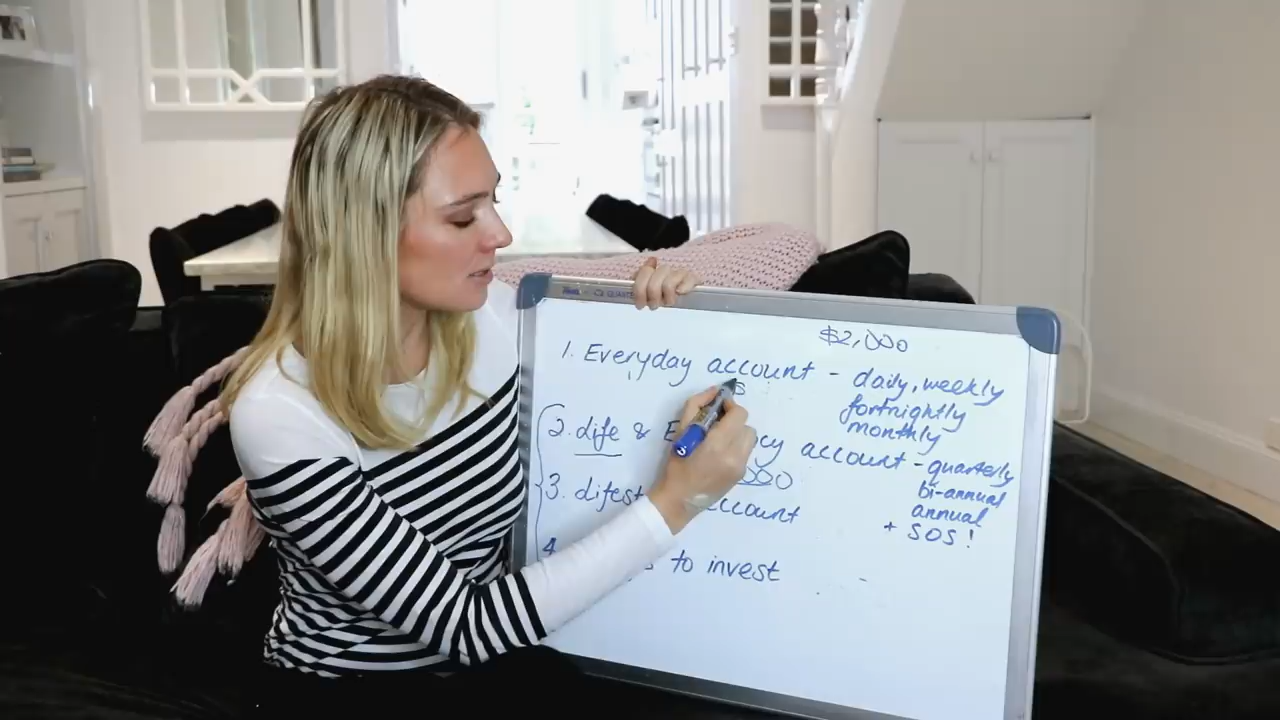 $2,000
1. Everyday account - daily, weekly
fortnightly
monthly
2. life & E cy account - quarterly
bi-annual
annual
+ SOS!
000
3. lifest account
4. to invest